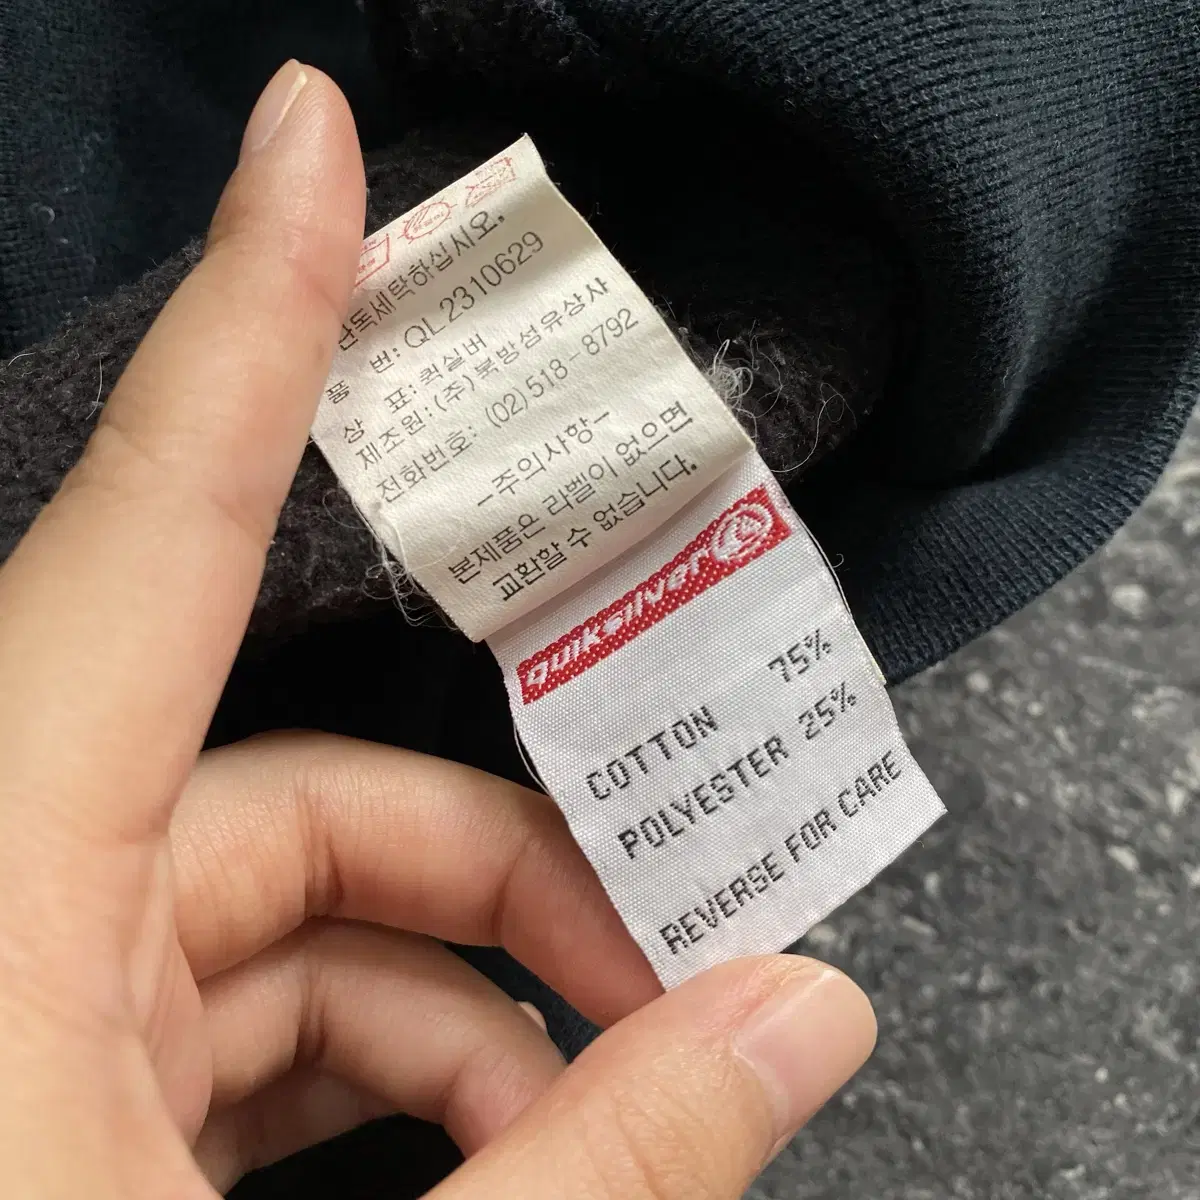 단독세탁하십시오.
품 번: QL2310629
상 표: 퀵실버
제조원: (주)북방섬유상사
전화번호: (02)518-8792
-주의사항-
본제품은 라벨이 없으면
교환할 수 없습니다.
quiksilver
COTTON 75%
POLYESTER 25%
REVERSE FOR CARE